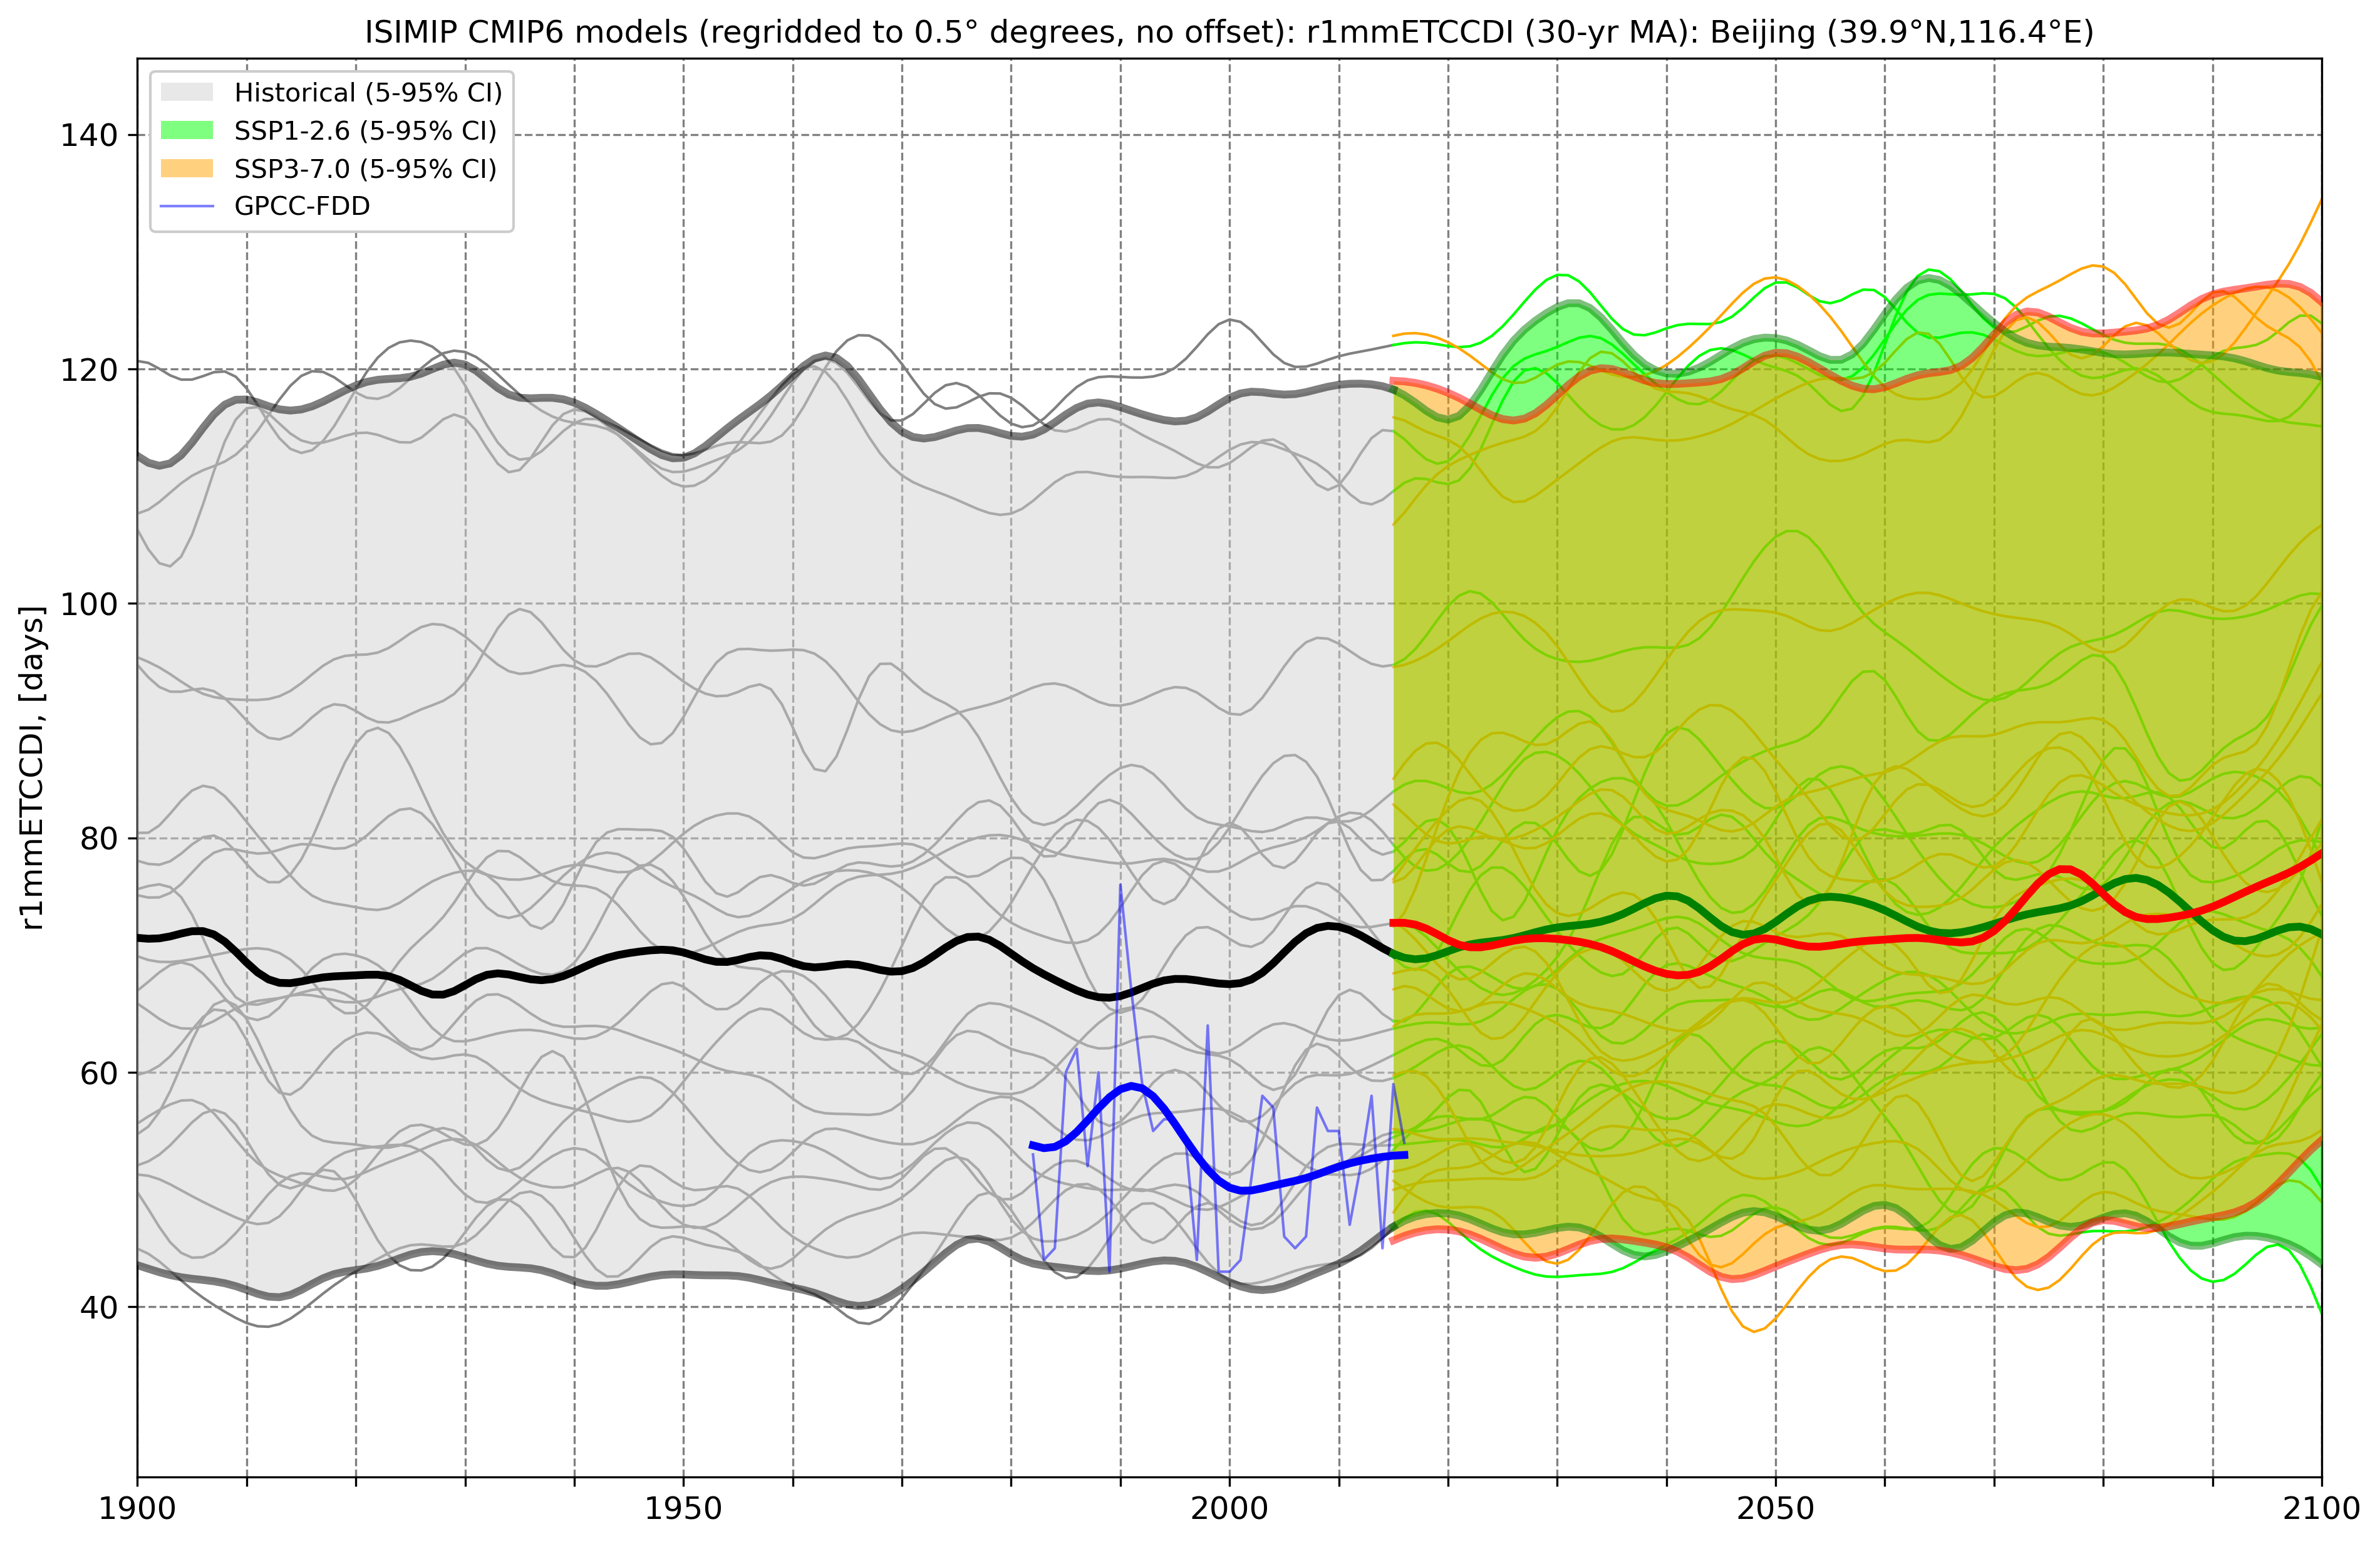 ISIMIP CMIP6 models (regridded to 0.5° degrees, no offset): r1mmETCCDI (30-yr MA): Beijing (39.9°N,116.4°E)
Historical (5-95% CI)
SSP1-2.6 (5-95% CI)
SSP3-7.0 (5-95% CI)
GPCC-FDD
r1mmETCCDI, [days]
140
120
100
80
60
40
1900
1950
2000
2050
2100